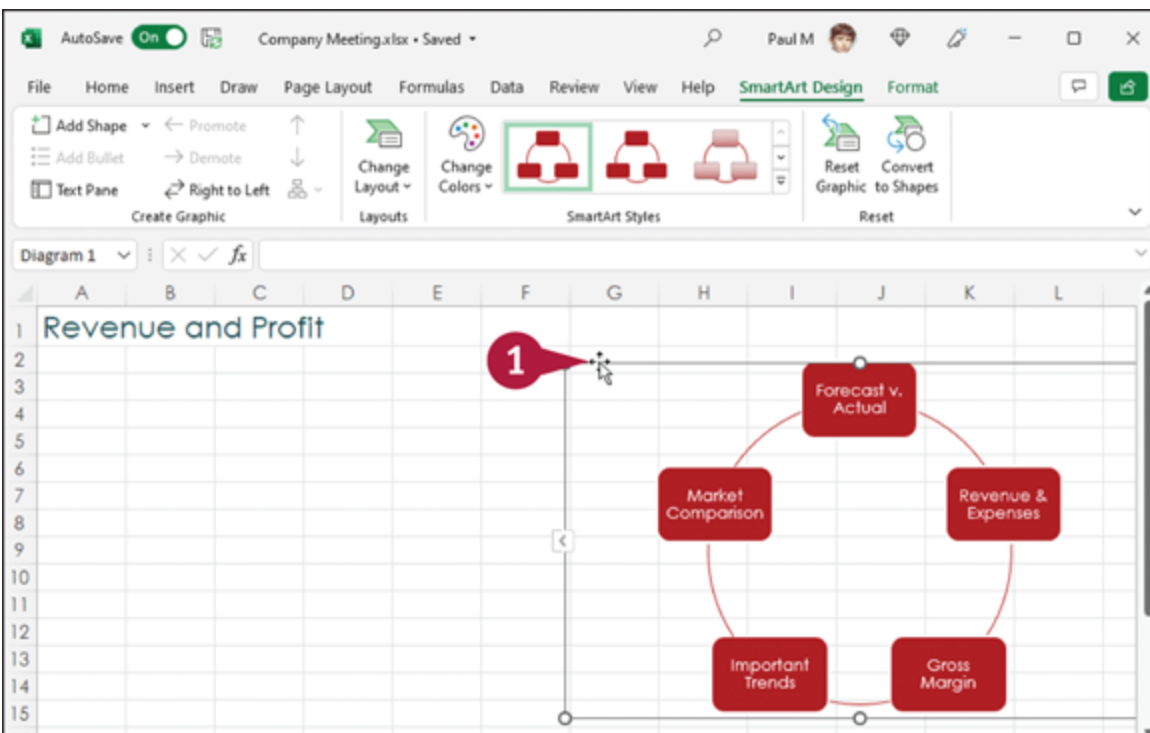 AutoSave On Company Meeting.xlsx • Saved Paul M
File Home Insert Draw Page Layout Formulas Data Review View Help SmartArt Design Format
Add Shape Promote
Add Bullet Demote
Text Pane Right to Left
Create Graphic
Change
Layout
Layouts
Change
Colors
SmartArt Styles
Reset
Graphic
Convert
to Shapes
Reset
Diagram 1 fx
A B C D E F G H I J K L
1 Revenue and Profit
1
2
3
4
5
6
7
8
9
10
11
12
13
14
15
Forecast v.
Actual
Revenue &
Expenses
Gross
Margin
Important
Trends
Market
Comparison